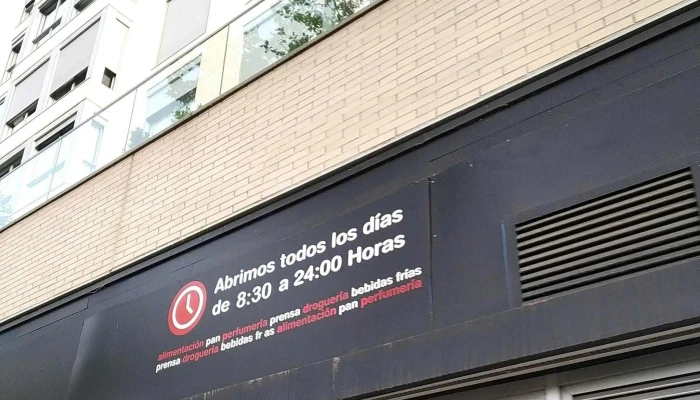 Abrimos todos los días
de 8:30 a 24:00 Horas
alimentación pan perfumería prensa droguería bebidas frías
prensa droguería bebidas fr as alimentación pan perfumería